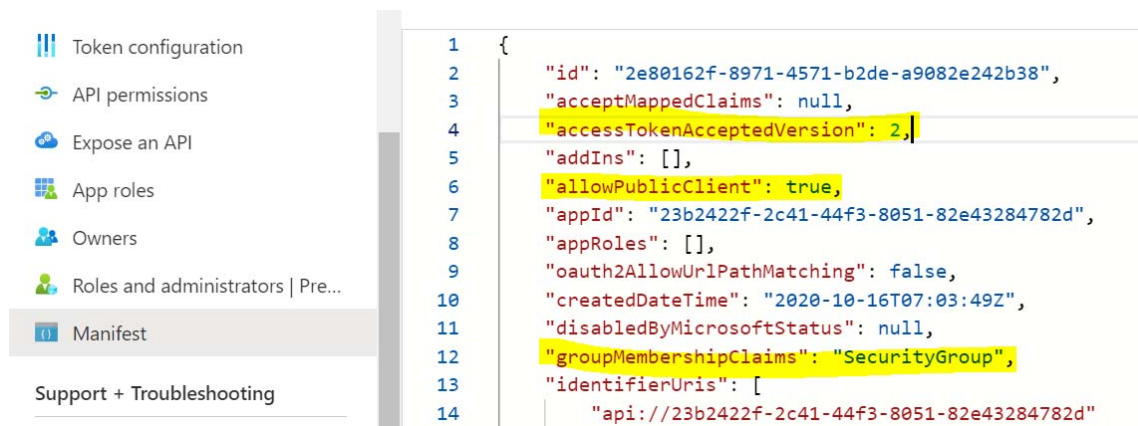 Token configuration
API permissions
Expose an API
App roles
Owners
Roles and administrators | Pre...
Manifest
Support + Troubleshooting
1 {
2 "id": "2e80162f-8971-4571-b2de-a9082e242b38",
3 "acceptMappedClaims": null,
4 "accessTokenAcceptedVersion": 2,
5 "addIns": [],
6 "allowPublicClient": true,
7 "appId": "23b2422f-2c41-44f3-8051-82e43284782d",
8 "appRoles": [],
9 "oauth2AllowUrlPathMatching": false,
10 "createdDateTime": "2020-10-16T07:03:49Z",
11 "disabledByMicrosoftStatus": null,
12 "groupMembershipClaims": "SecurityGroup",
13 "identifierUris": [
14 "api://23b2422f-2c41-44f3-8051-82e43284782d"